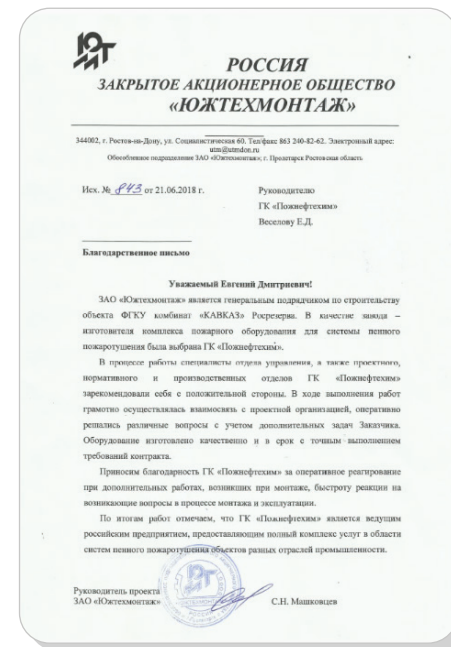 ЮТ
М
РОССИЯ
ЗАКРЫТОЕ АКЦИОНЕРНОЕ ОБЩЕСТВО
«ЮЖТЕХМОНТАЖ»
344002, г. Ростов-на-Дону, ул. Социалистическая 60. Тел/факс 863 240-82-62. Электронный адрес:
utm@utmdon.ru
Обособленное подразделение ЗАО «Южтехмонтаж»; г. Пролетарск Ростовская область
Исх. № 843 от 21.06.2018 г.
Руководителю
ГК «Пожнефтехим»
Веселову Е.Д.
Благодарственное письмо
Уважаемый Евгений Дмитриевич!
ЗАО «Южтехмонтаж» является генеральным подрядчиком по строительству
объекта ФГКУ комбинат «КАВКАЗ» Росрезерва. В качестве завода –
изготовителя комплекса пожарного оборудования для системы пенного
пожаротушения была выбрана ГК «Пожнефтехим».
В процессе работы специалисты отдела управления, а также проектного,
нормативного и производственных отделов ГК «Пожнефтехим»
зарекомендовали себя с положительной стороны. В ходе выполнения работ
грамотно осуществлялась взаимосвязь с проектной организацией, оперативно
решались различные вопросы с учетом дополнительных задач Заказчика.
Оборудование изготовлено качественно и в срок с точным выполнением
требований контракта.
Приносим благодарность ГК «Пожнефтехим» за оперативное реагирование
при дополнительных работах, возникших при монтаже, быстроту реакции на
возникающие вопросы в процессе монтажа и эксплуатации.
По итогам работ отмечаем, что ГК «Пожнефтехим» является ведущим
российским предприятием, предоставляющим полный комплекс услуг в области
систем пенного пожаротушения объектов разных отраслей промышленности.
Руководитель проекта
ЗАО «Южтехмонтаж»
С.Н. Машковцев